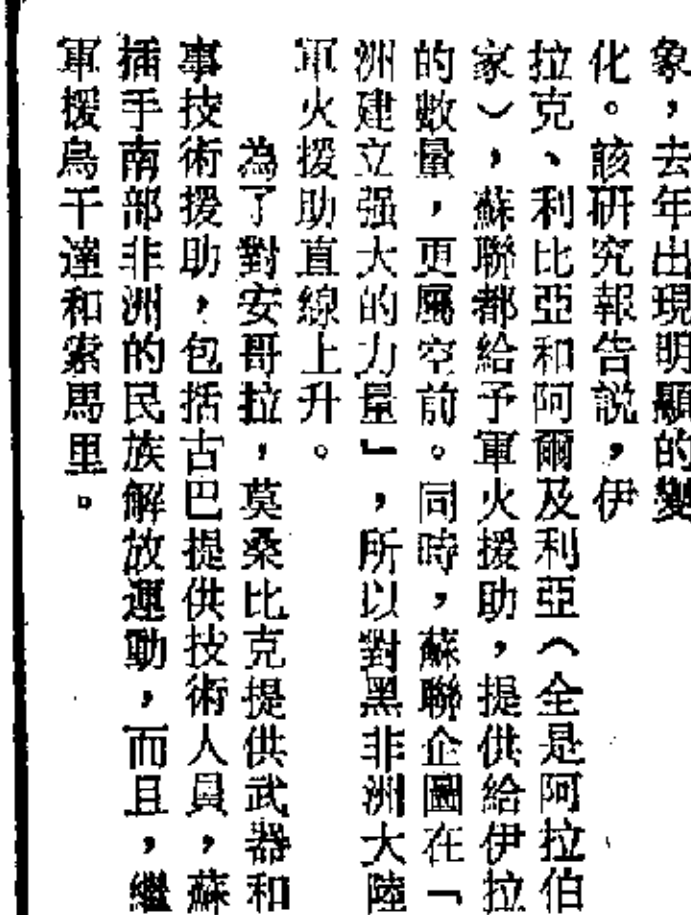 象，去年出現明顯的變
化。該研究報告說，伊
拉克、利比亞和阿爾及利亞（全是阿拉伯
家），蘇聯都給予軍火援助，提供給伊拉
的數量，更屬空前。同時，蘇聯企圖在「
洲建立强大的力量」，所以對黑非洲大陸
軍火援助直線上升。
為了對安哥拉，莫桑比克提供武器和
事技術援助，包括古巴提供技術人員，蘇
插手南部非洲的民族解放運動，而且，繼
軍援烏干達和索馬里。